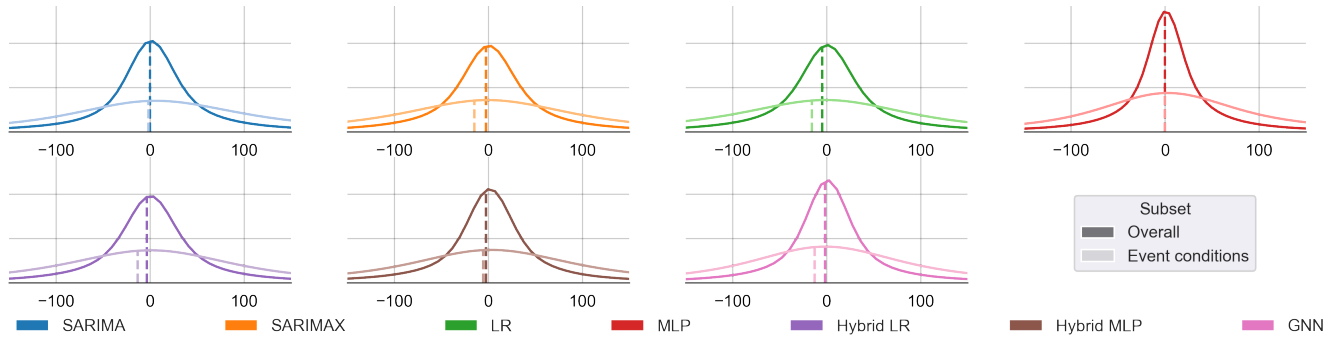 −100 0 100 −100 0 100 −100 0 100 −100 0 100
Subset
Overall
Event conditions
−100 0 100 −100 0 100 −100 0 100
SARIMA SARIMAX LR MLP Hybrid LR Hybrid MLP GNN